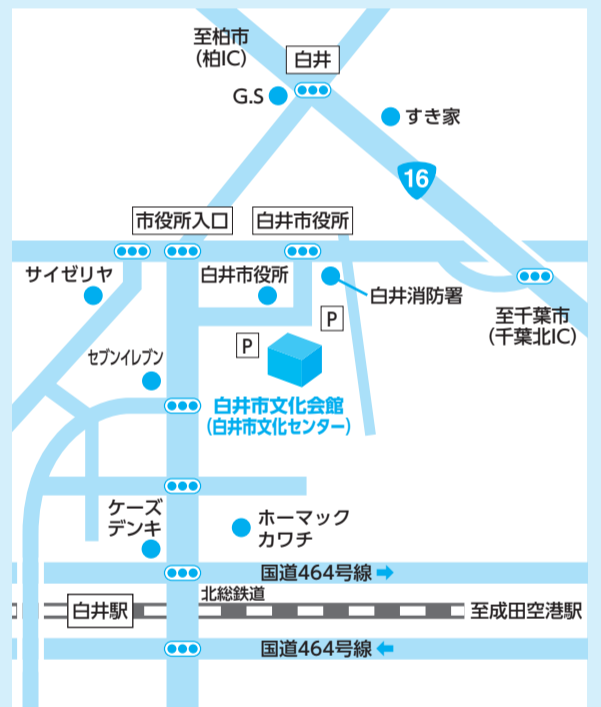 至柏市
(柏IC)
白井
G.S
すき家
16
市役所入口
白井市役所
サイゼリヤ
白井市役所
白井消防署
P
P
至千葉市
(千葉北IC)
セブンイレブン
白井市文化会館
(白井市文化センター)
ケーズ
デンキ
ホーマック
カワチ
国道464号線
北総鉄道
白井駅
至成田空港駅
国道464号線